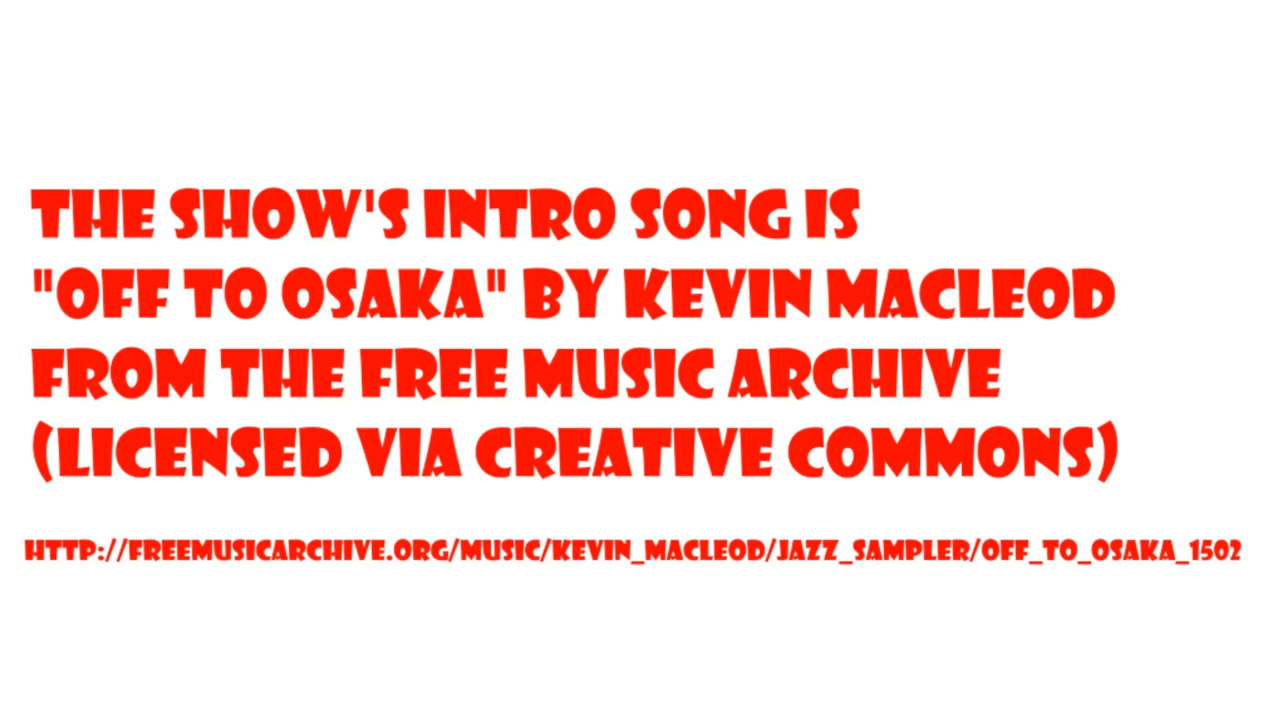 THE SHOW'S INTRO SONG IS
"OFF TO OSAKA" BY KEVIN MACLEOD
FROM THE FREE MUSIC ARCHIVE
(LICENSED VIA CREATIVE COMMONS)
HTTP://FREEMUSICARCHIVE.ORG/MUSIC/KEVIN_MACLEOD/JAZZ_SAMPLER/OFF_TO_OSAKA_1502